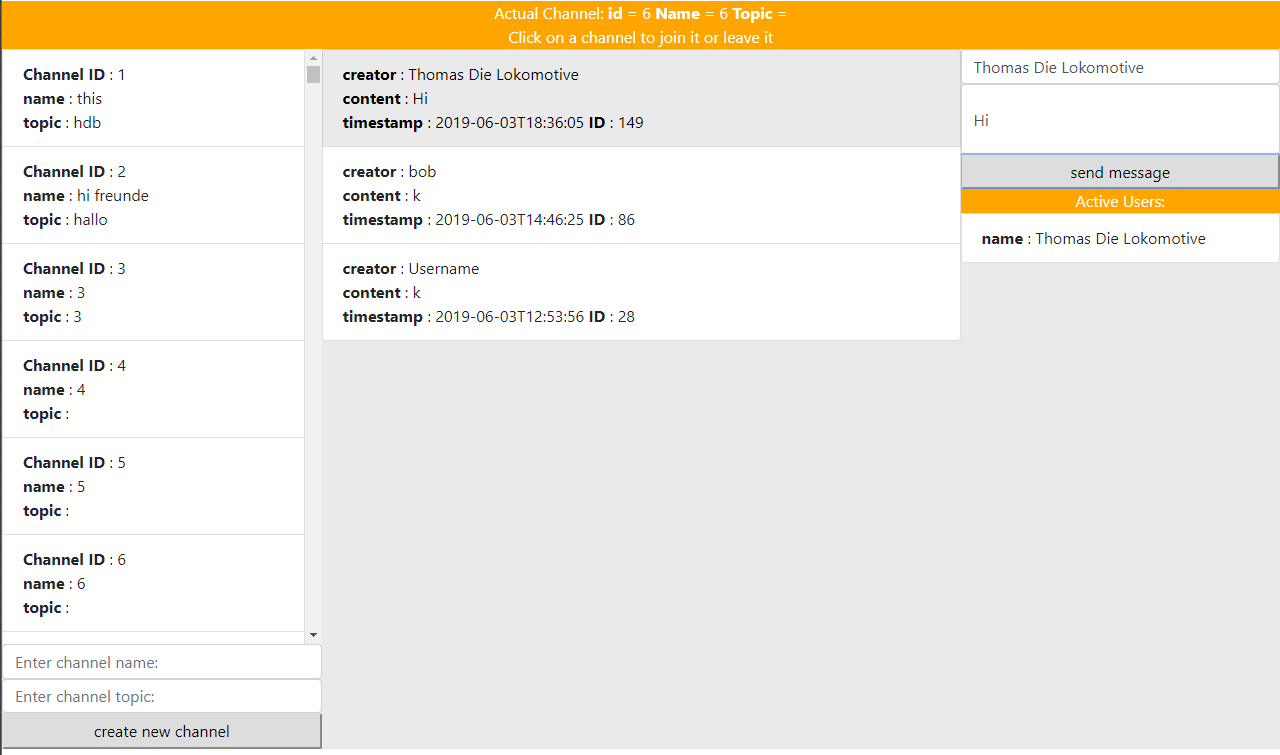 Actual Channel: id = 6 Name = 6 Topic =
Click on a channel to join it or leave it
Channel ID : 1
name : this
topic : hdb
Channel ID : 2
name : hi freunde
topic : hallo
Channel ID : 3
name : 3
topic : 3
Channel ID : 4
name : 4
topic :
Channel ID : 5
name : 5
topic :
Channel ID : 6
name : 6
topic :
Enter channel name:
Enter channel topic:
create new channel
creator : Thomas Die Lokomotive
content : Hi
timestamp : 2019-06-03T18:36:05 ID : 149
creator : bob
content : k
timestamp : 2019-06-03T14:46:25 ID : 86
creator : Username
content : k
timestamp : 2019-06-03T12:53:56 ID : 28
Thomas Die Lokomotive
Hi
send message
Active Users:
name : Thomas Die Lokomotive